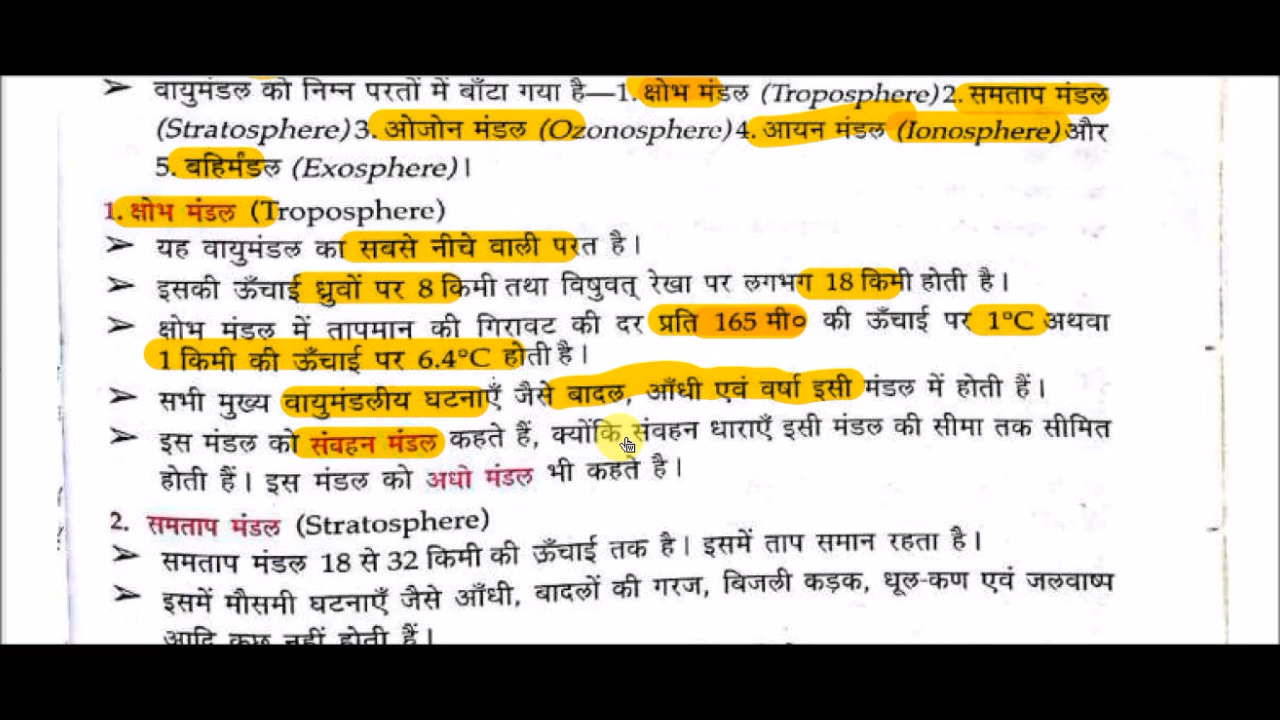 ➢ वायुमंडल को निम्न परतों में बाँटा गया है—1. क्षोभ मंडल (Troposphere) 2. समताप मंडल
(Stratosphere) 3. ओजोन मंडल (Ozonosphere) 4. आयन मंडल (Ionosphere) और
5. बहिर्मंडल (Exosphere)।
1. क्षोभ मंडल (Troposphere)
➢ यह वायुमंडल का सबसे नीचे वाली परत है।
➢ इसकी ऊँचाई ध्रुवों पर 8 किमी तथा विषुवत् रेखा पर लगभग 18 किमी होती है।
➢ क्षोभ मंडल में तापमान की गिरावट की दर प्रति 165 मी० की ऊँचाई पर 1°C अथवा
1 किमी की ऊँचाई पर 6.4°C होती है।
➢ सभी मुख्य वायुमंडलीय घटनाएँ जैसे बादल, आँधी एवं वर्षा इसी मंडल में होती हैं।
➢ इस मंडल को संवहन मंडल कहते हैं, क्योंकि संवहन धाराएँ इसी मंडल की सीमा तक सीमित
होती हैं। इस मंडल को अधो मंडल भी कहते है।
2. समताप मंडल (Stratosphere)
➢ समताप मंडल 18 से 32 किमी की ऊँचाई तक है। इसमें ताप समान रहता है।
➢ इसमें मौसमी घटनाएँ जैसे आँधी, बादलों की गरज, बिजली कड़क, धूल-कण एवं जलवाष्प
आदि कुछ नहीं होती हैं।